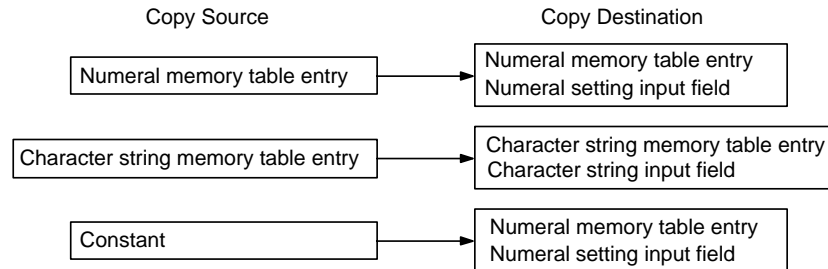 Copy Source
Copy Destination
Numeral memory table entry
Numeral memory table entry
Numeral setting input field
Character string memory table entry
Character string memory table entry
Character string input field
Constant
Numeral memory table entry
Numeral setting input field